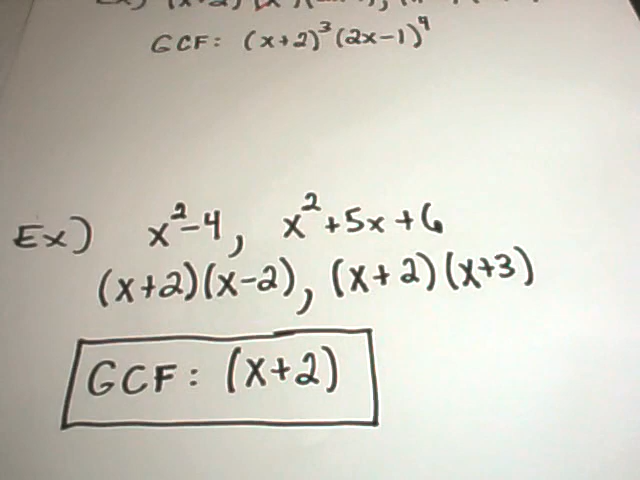 GCF: (x+2)³(2x-1)⁴
Ex) x²-4, x²+5x+6
(x+2)(x-2), (x+2)(x+3)
GCF: (x+2)